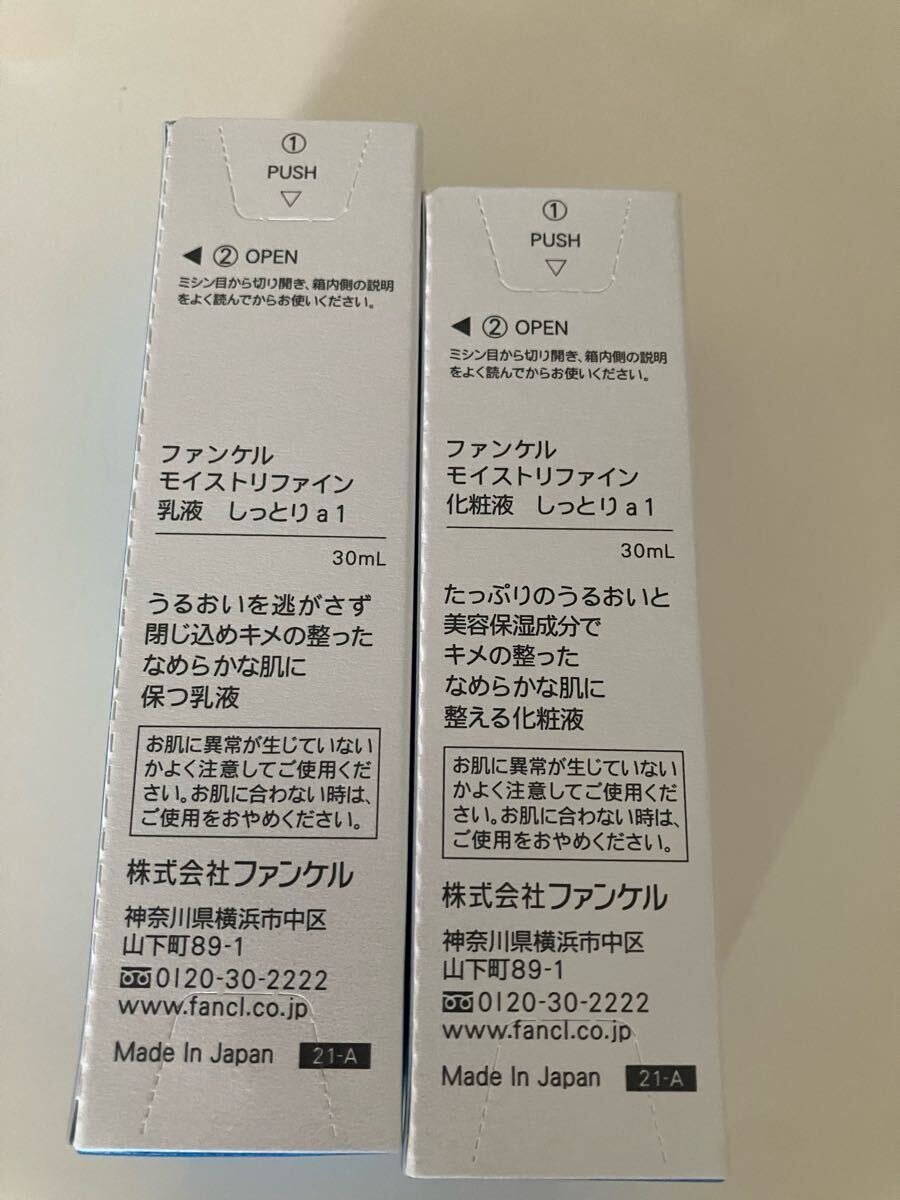 ①
PUSH
▽
◀ ② OPEN
ミシン目から切り開き、箱内側の説明
をよく読んでからお使いください。
ファンケル
モイストリファイン
乳液 しっとりa1
30mL
うるおいを逃がさず
閉じ込めキメの整った
なめらかな肌に
保つ乳液
お肌に異常が生じていない
かよく注意してご使用くだ
さい。お肌に合わない時は、
ご使用をおやめください。
株式会社ファンケル
神奈川県横浜市中区
山下町89-1
0120-30-2222
www.fancl.co.jp
Made In Japan 21-A
①
PUSH
▽
◀ ② OPEN
ミシン目から切り開き、箱内側の説明
をよく読んでからお使いください。
ファンケル
モイストリファイン
化粧液 しっとりa1
30mL
たっぷりのうるおいと
美容保湿成分で
キメの整った
なめらかな肌に
整える化粧液
お肌に異常が生じていない
かよく注意してご使用くだ
さい。お肌に合わない時は、
ご使用をおやめください。
株式会社ファンケル
神奈川県横浜市中区
山下町89-1
0120-30-2222
www.fancl.co.jp
Made In Japan 21-A